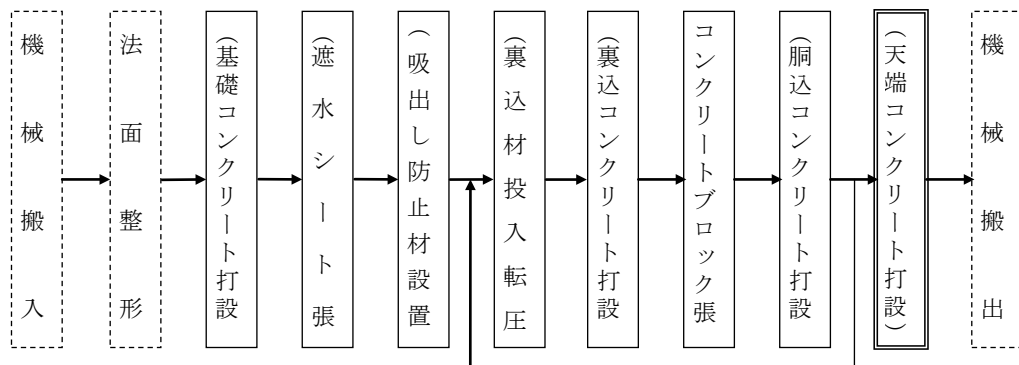 機械搬入
法面整形
(基礎コンクリート打設
(遮水シート張
(吸出し防止材設置
(裏込材投入転圧
(裏込コンクリート打設
コンクリートブロック張
(胴込コンクリート打設
(天端コンクリート打設)
機械搬出